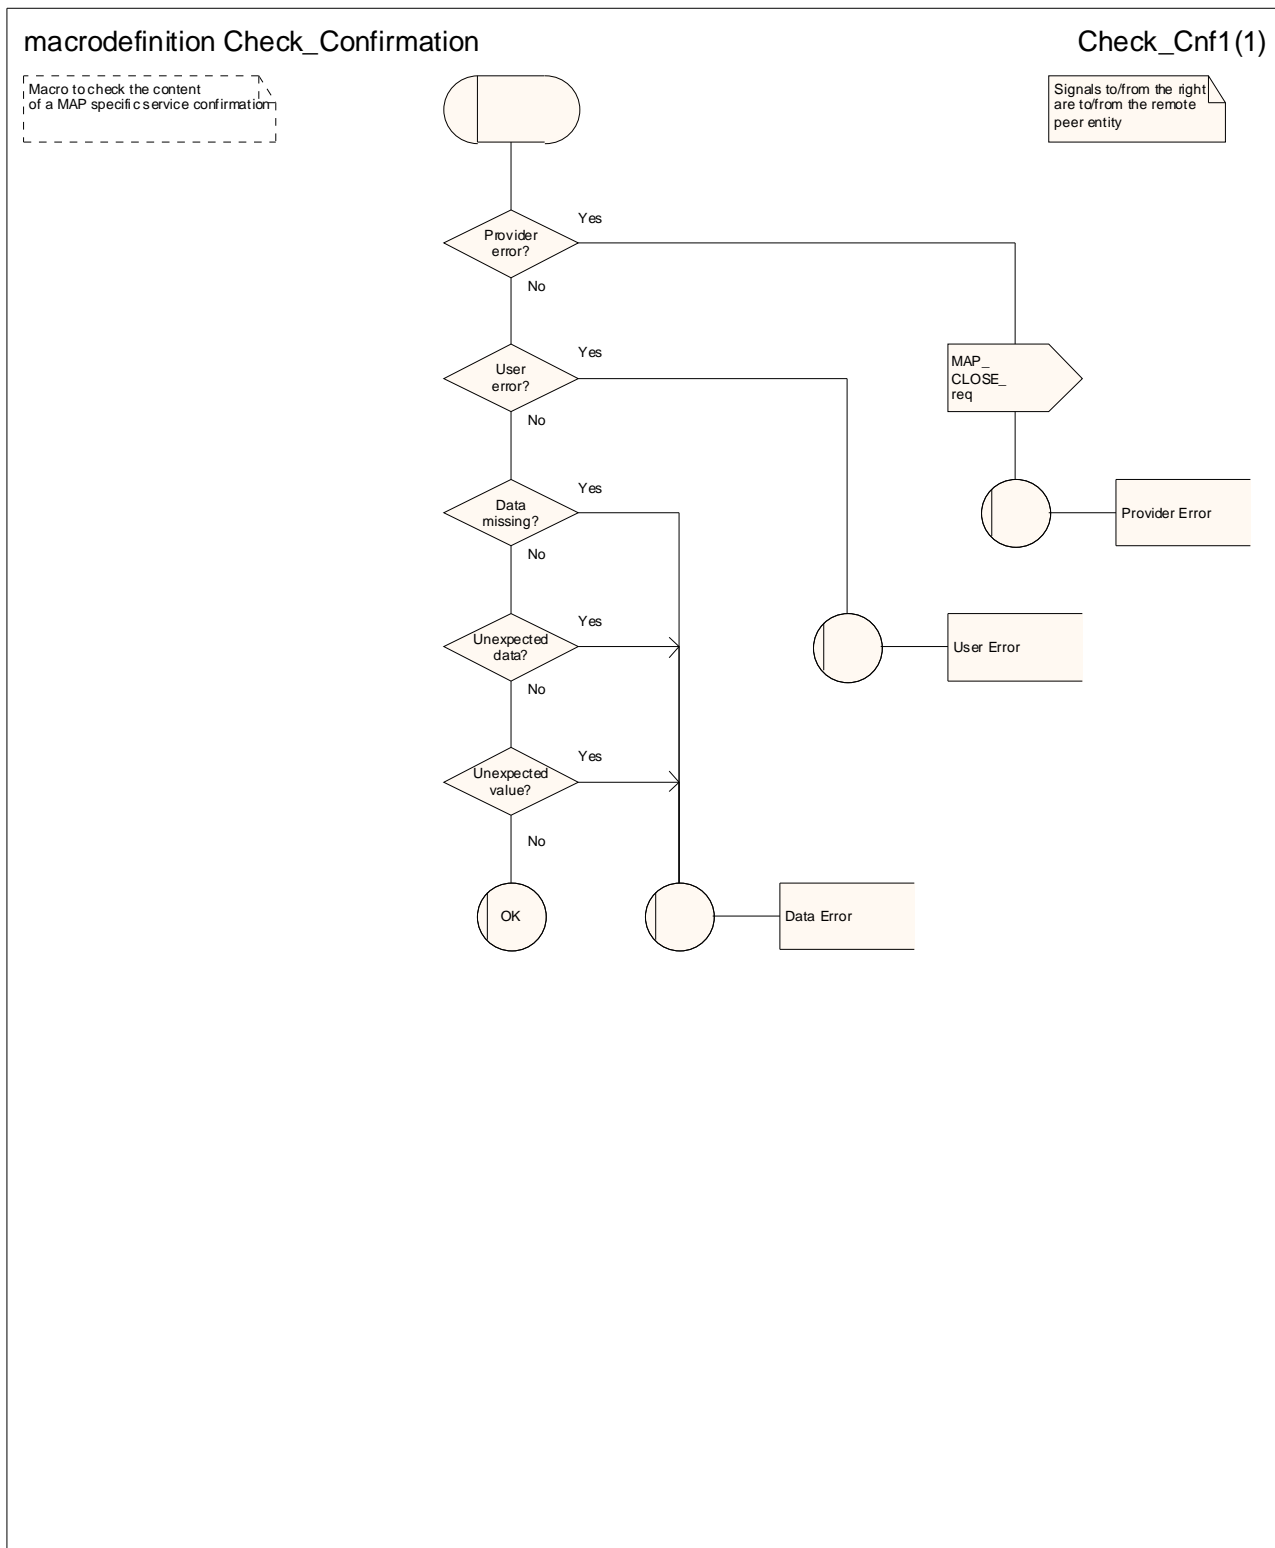 macrodefinition Check_Confirmation
Check_Cnf1(1)
Macro to check the content
of a MAP specific service confirmation
Signals to/from the right
are to/from the remote
peer entity
Provider
error?
Yes
No
User
error?
Yes
No
MAP_
CLOSE_
req
Data
missing?
Yes
No
Provider Error
Unexpected
data?
Yes
No
User Error
Unexpected
value?
Yes
No
OK
Data Error